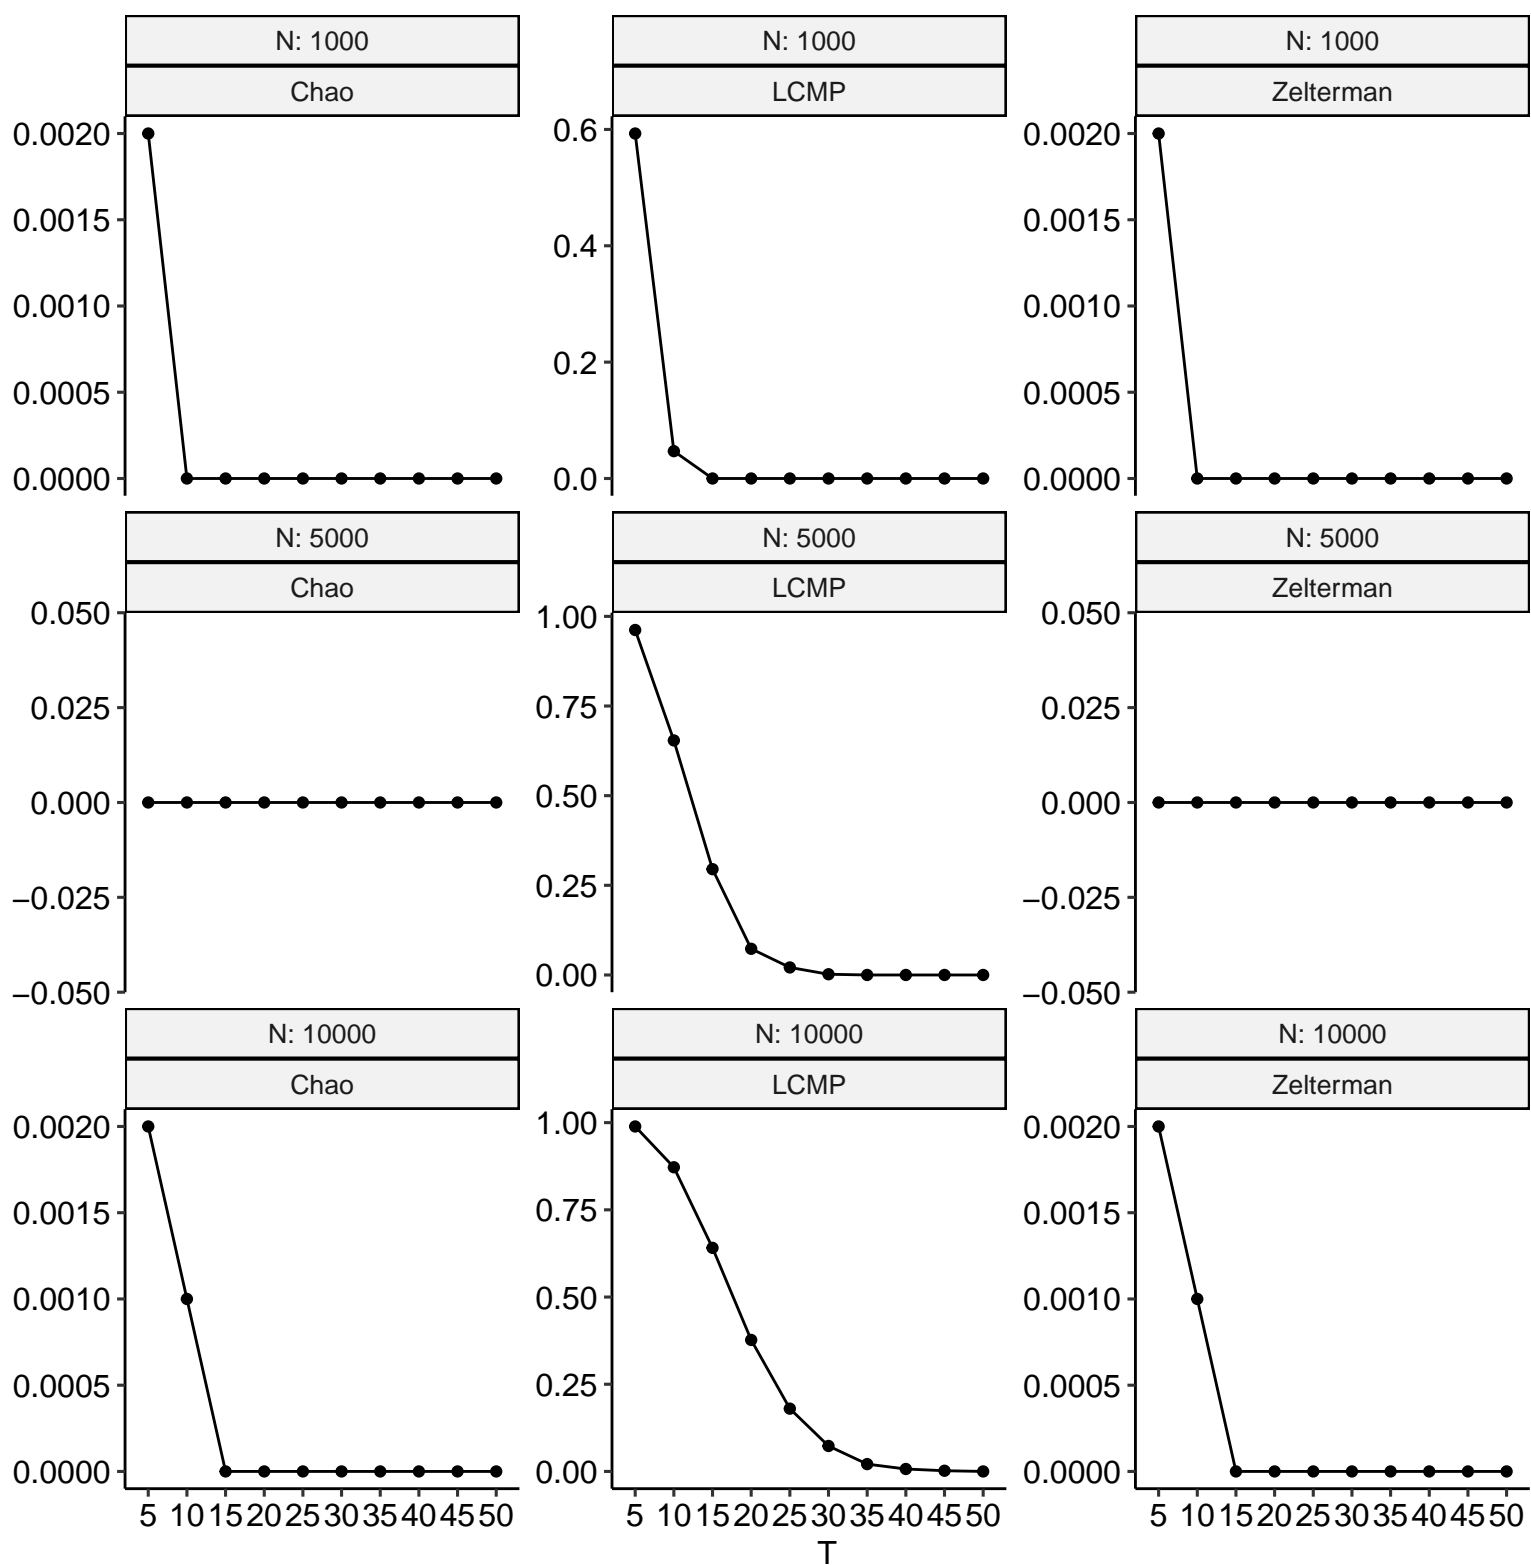 N: 1000 N: 1000 N: 1000
Chao LCMP Zelterman
0.0020 0.6 0.0020
0.0015 0.4 0.0015
0.0010 0.2 0.0010
0.0005 0.0005
0.0000 0.0 0.0000
N: 5000 N: 5000 N: 5000
Chao LCMP Zelterman
0.050 1.00 0.050
0.025 0.75 0.025
0.000 0.50 0.000
−0.025 0.25 −0.025
−0.050 0.00 −0.050
N: 10000 N: 10000 N: 10000
Chao LCMP Zelterman
0.0020 1.00 0.0020
0.0015 0.75 0.0015
0.0010 0.50 0.0010
0.0005 0.25 0.0005
0.0000 0.00 0.0000
5 10 15 20 25 30 35 40 45 50 5 10 15 20 25 30 35 40 45 50 5 10 15 20 25 30 35 40 45 50
T